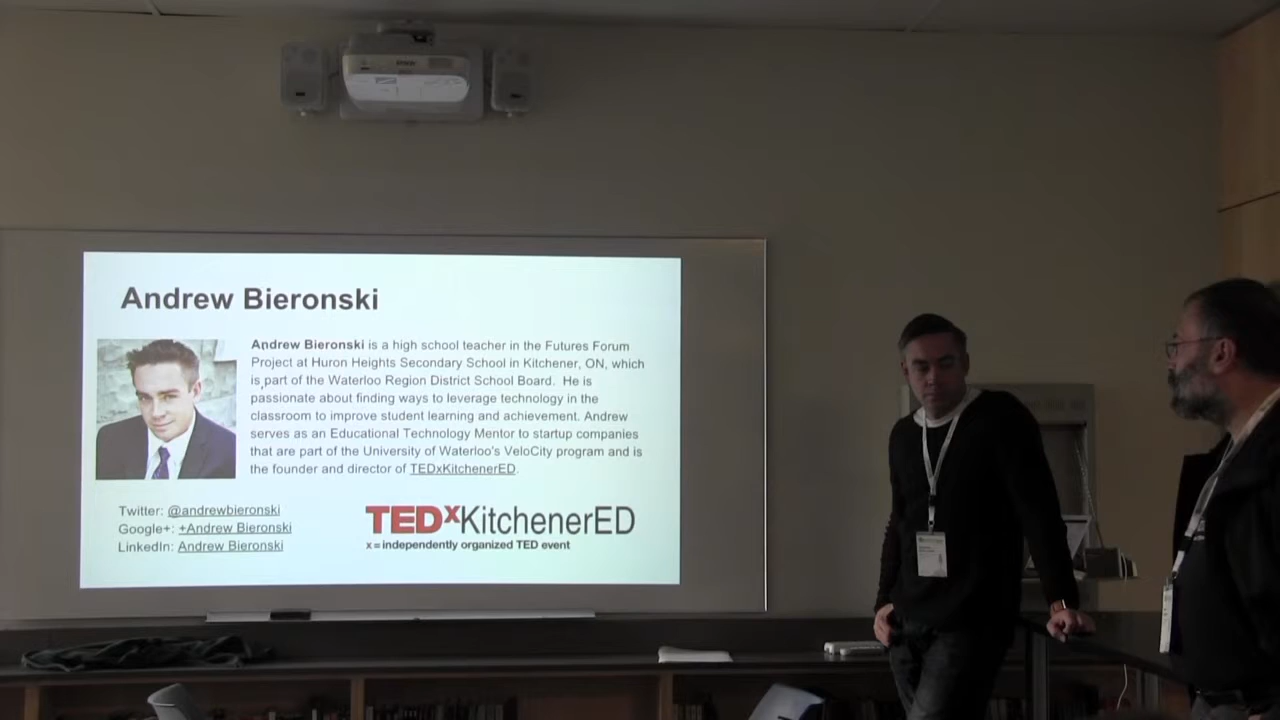 Andrew Bieronski
Andrew Bieronski is a high school teacher in the Futures Forum
Project at Huron Heights Secondary School in Kitchener, ON, which
is part of the Waterloo Region District School Board. He is
passionate about finding ways to leverage technology in the
classroom to improve student learning and achievement. Andrew
serves as an Educational Technology Mentor to startup companies
that are part of the University of Waterloo's VeloCity program and is
the founder and director of TEDxKitchenerED.
Twitter: @andrewbieronski
Google+: +Andrew Bieronski
LinkedIn: Andrew Bieronski
TEDxKitchenerED
x = independently organized TED event